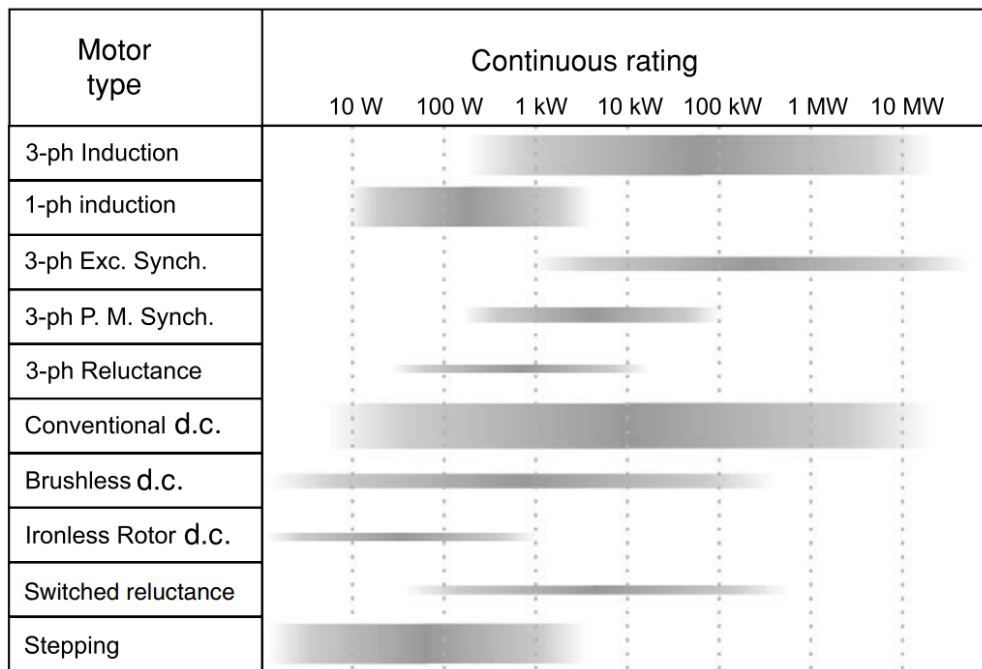 Motor
type
Continuous rating
10 W 100 W 1 kW 10 kW 100 kW 1 MW 10 MW
3-ph Induction
1-ph induction
3-ph Exc. Synch.
3-ph P. M. Synch.
3-ph Reluctance
Conventional d.c.
Brushless d.c.
Ironless Rotor d.c.
Switched reluctance
Stepping